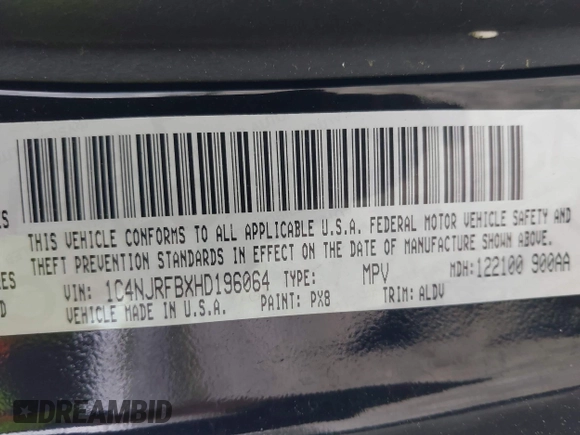 LES
THIS VEHICLE CONFORMS TO ALL APPLICABLE U.S.A. FEDERAL MOTOR VEHICLE SAFETY AND
THEFT PREVENTION STANDARDS IN EFFECT ON THE DATE OF MANUFACTURE SHOWN ABOVE.
LES
VIN: 1C4NJRFBXHD196064 TYPE: MPV MDH:122100 900AA
D
VEHICLE MADE IN U.S.A. PAINT: PX8 TRIM: ALDV
DREAMBID